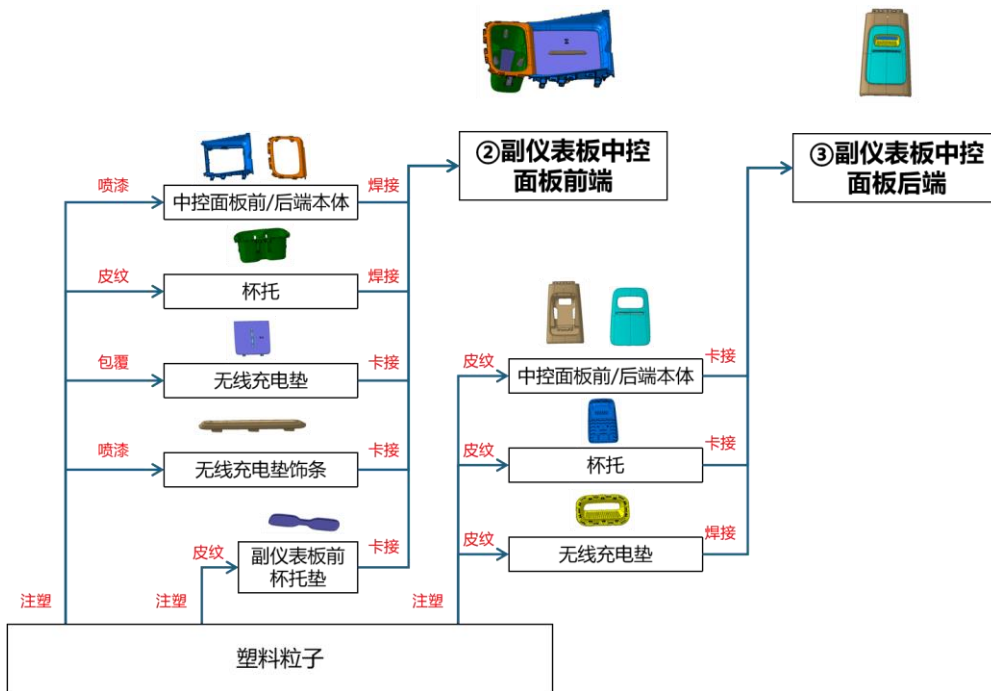 ②副仪表板中控
面板前端
③副仪表板中控
面板后端
喷漆
中控面板前/后端本体
焊接
皮纹
杯托
焊接
包覆
无线充电垫
卡接
喷漆
无线充电垫饰条
卡接
皮纹
副仪表板前
杯托垫
卡接
皮纹
中控面板前/后端本体
卡接
皮纹
杯托
卡接
皮纹
无线充电垫
焊接
注塑
注塑
注塑
塑料粒子